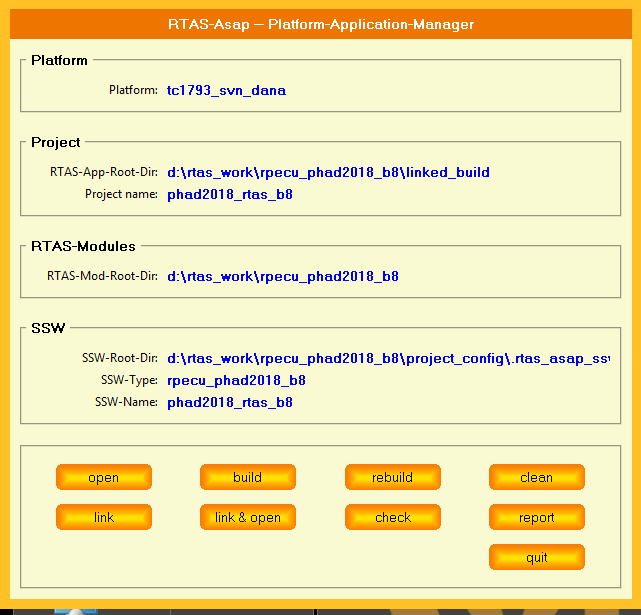 RTAS-Asap – Platform-Application-Manager
Platform
Platform: tc1793_svn_dana
Project
RTAS-App-Root-Dir: d:\rtas_work\rpecu_phad2018_b8\linked_build
Project name: phad2018_rtas_b8
RTAS-Modules
RTAS-Mod-Root-Dir: d:\rtas_work\rpecu_phad2018_b8
SSW
SSW-Root-Dir: d:\rtas_work\rpecu_phad2018_b8\project_config\.rtas_asap_ssw
SSW-Type: rpecu_phad2018_b8
SSW-Name: phad2018_rtas_b8
open build rebuild clean
link link & open check report
quit